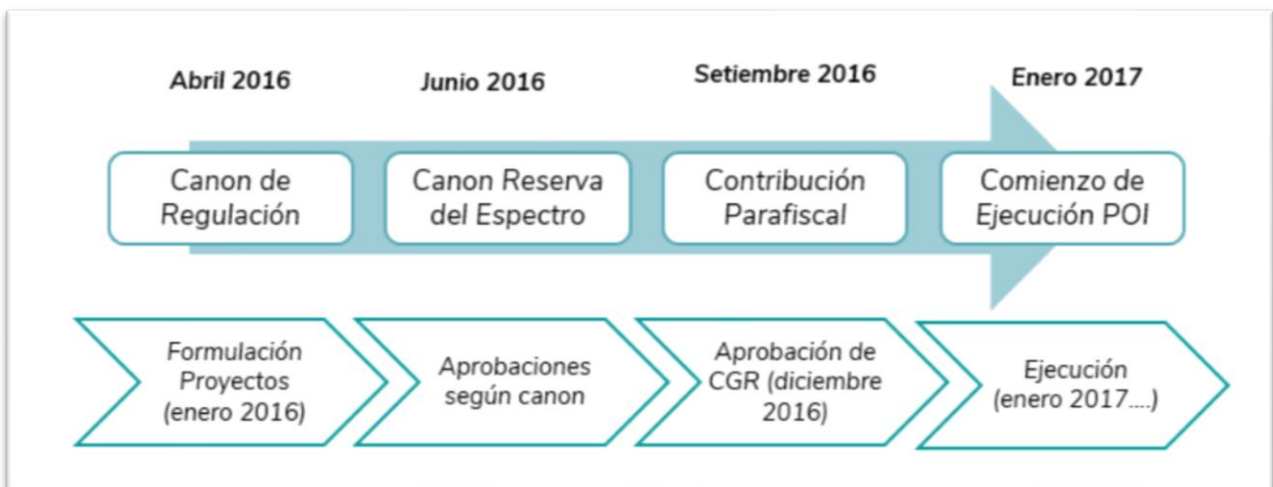 Abril 2016
Junio 2016
Setiembre 2016
Enero 2017
Canon de
Regulación
Canon Reserva
del Espectro
Contribución
Parafiscal
Comienzo de
Ejecución POI
Formulación
Proyectos
(enero 2016)
Aprobaciones
según canon
Aprobación de
CGR (diciembre
2016)
Ejecución
(enero 2017....)